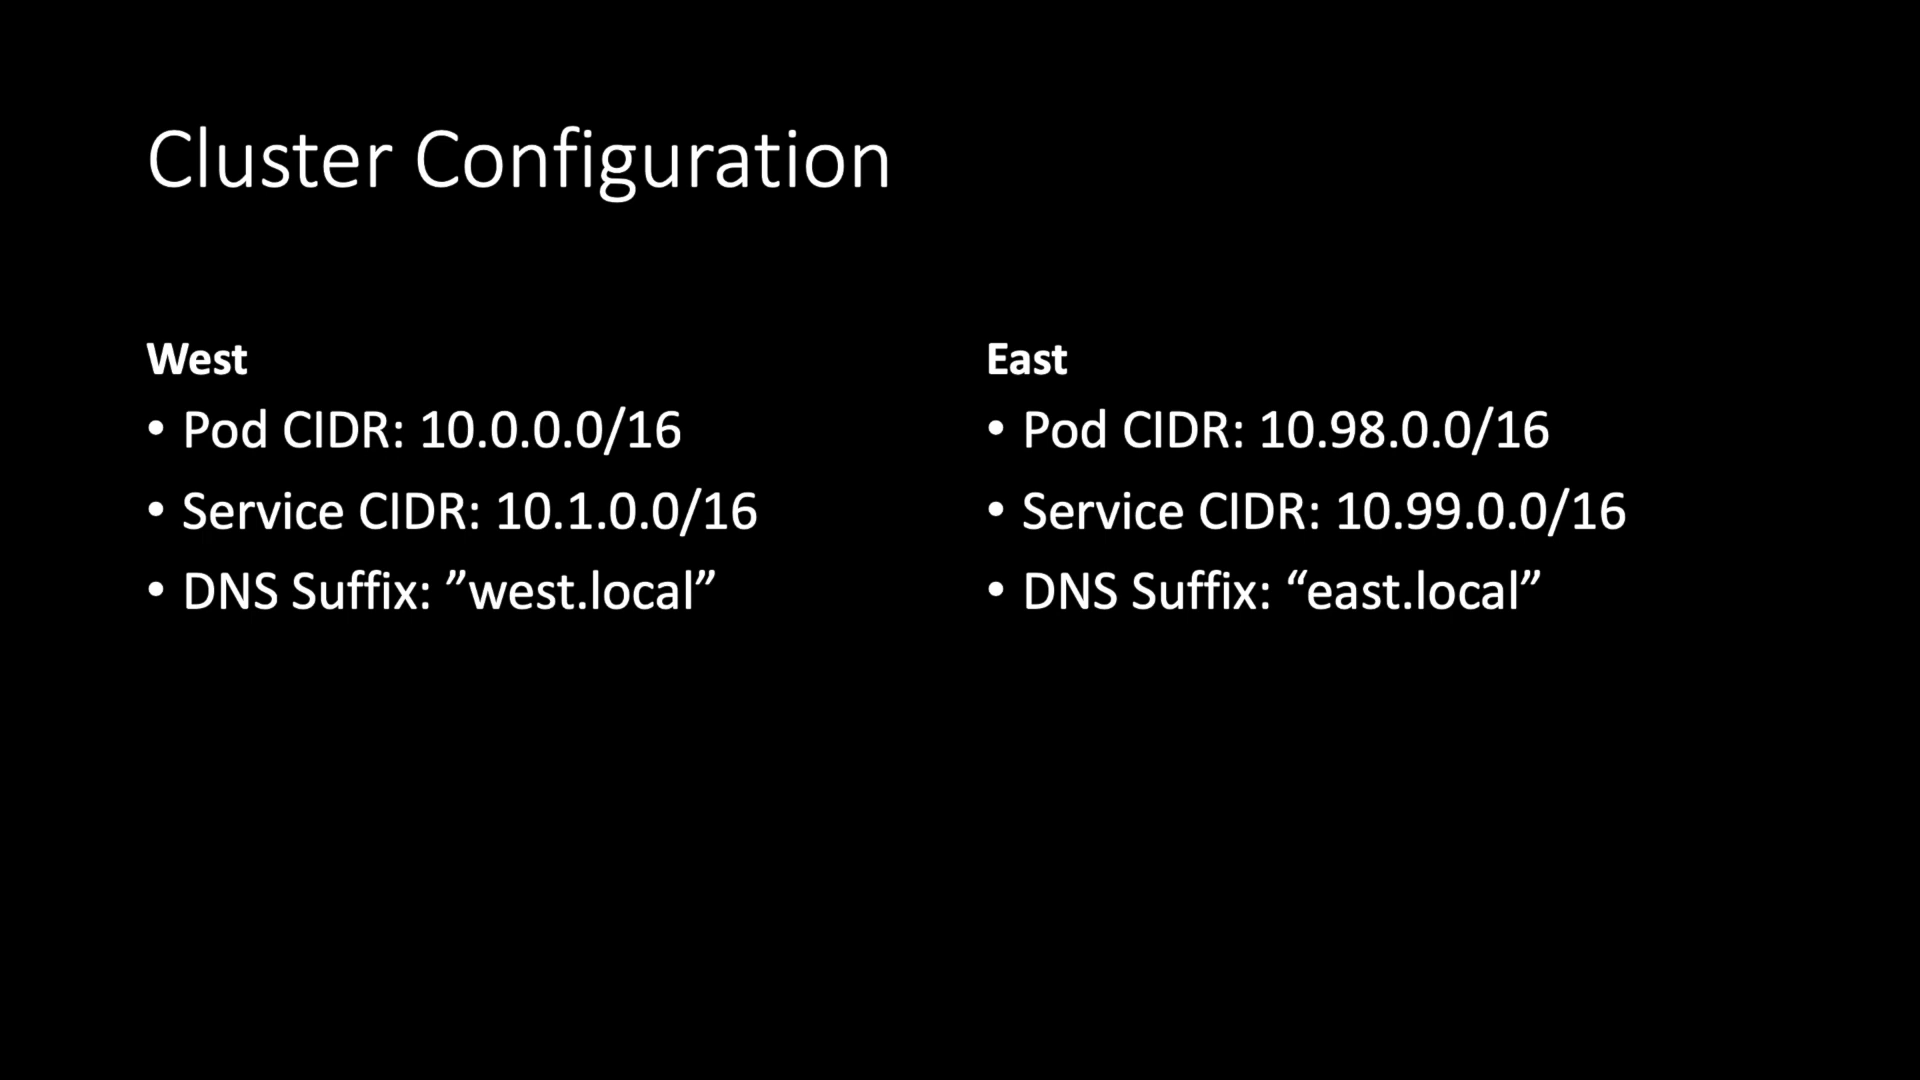 Cluster Configuration
West
• Pod CIDR: 10.0.0.0/16
• Service CIDR: 10.1.0.0/16
• DNS Suffix: ”west.local”
East
• Pod CIDR: 10.98.0.0/16
• Service CIDR: 10.99.0.0/16
• DNS Suffix: “east.local”